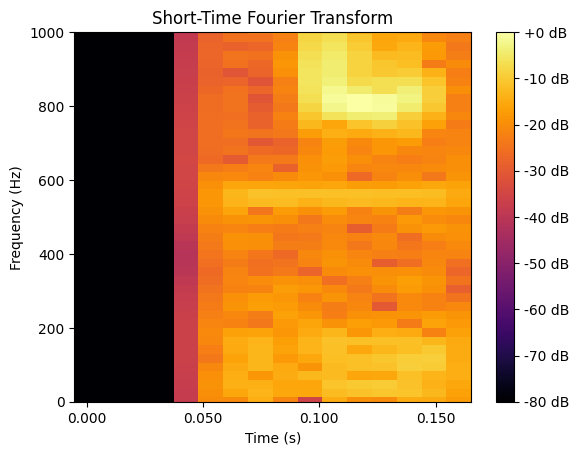 Short-Time Fourier Transform
Frequency (Hz)
1000
800
600
400
200
0
0.000
0.050
0.100
0.150
Time (s)
+0 dB
-10 dB
-20 dB
-30 dB
-40 dB
-50 dB
-60 dB
-70 dB
-80 dB